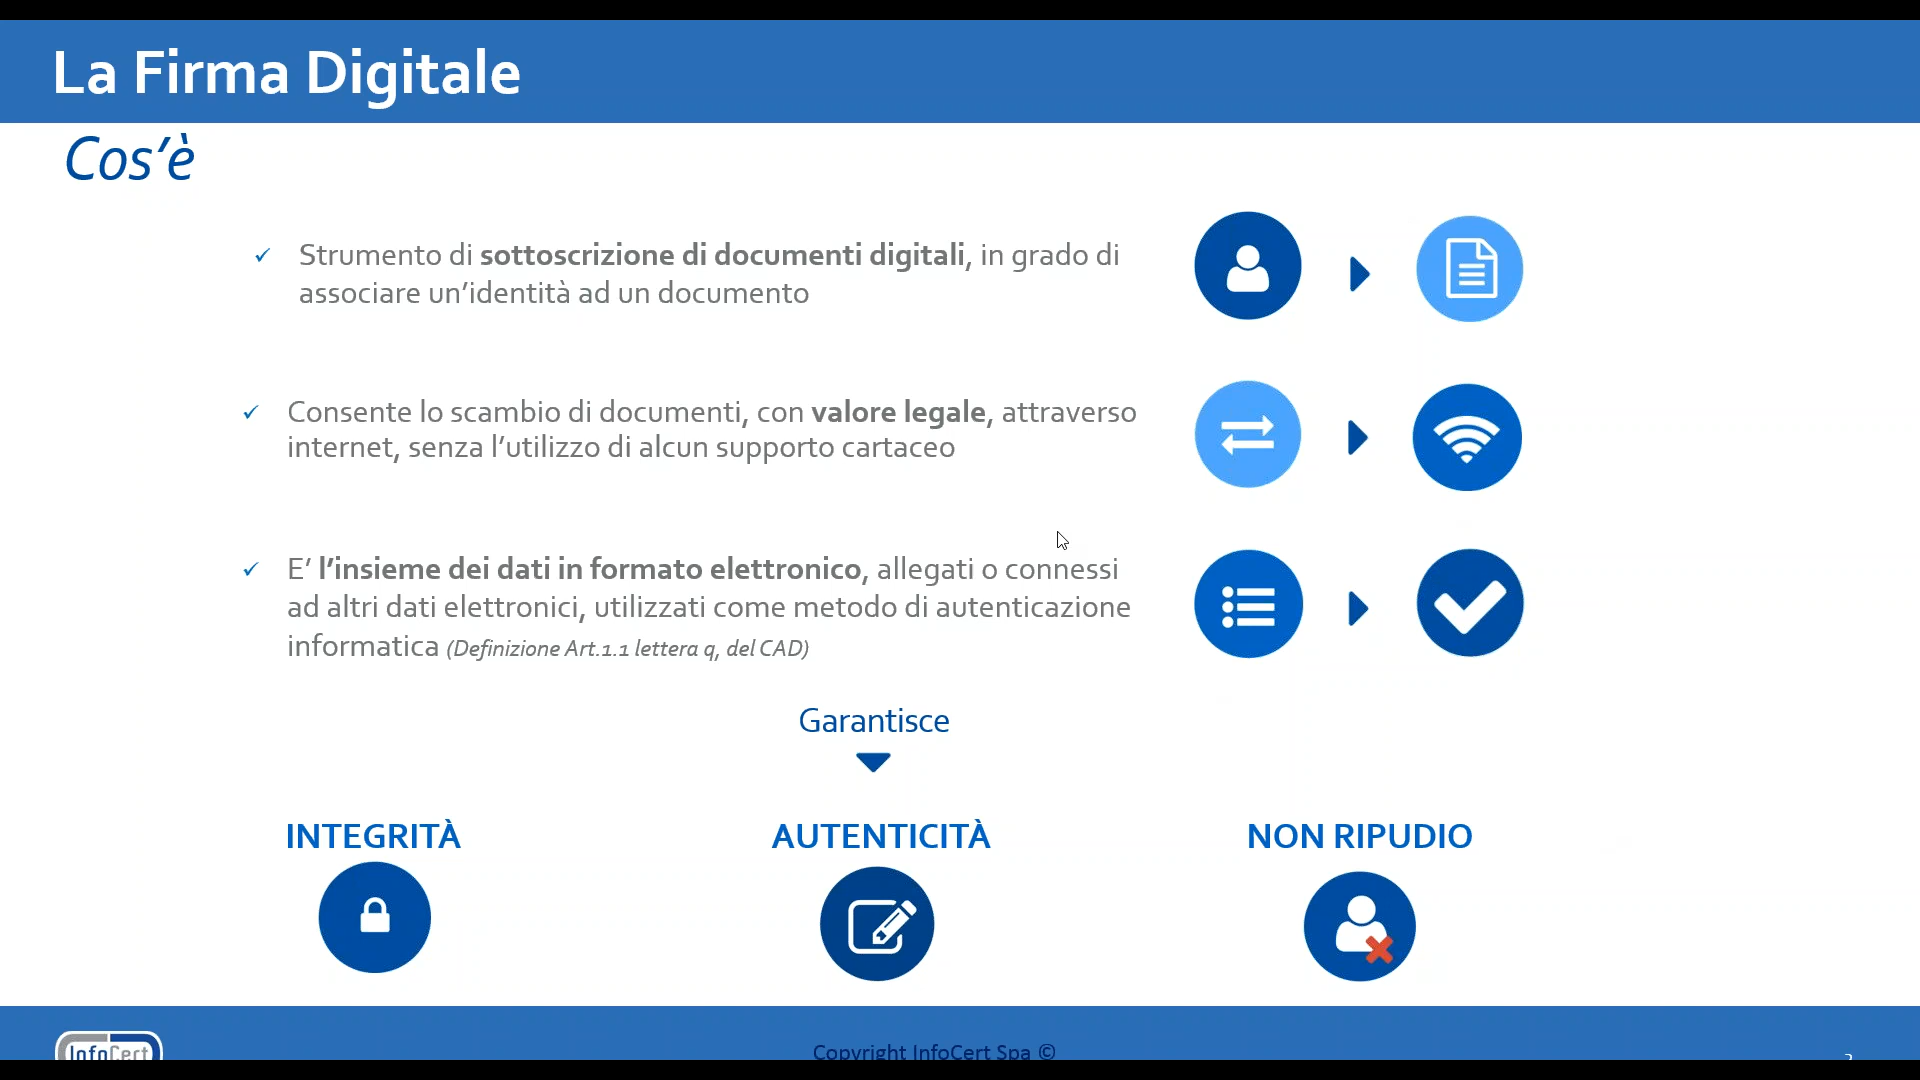 La Firma Digitale
Cos’è
✓ Strumento di sottoscrizione di documenti digitali, in grado di
associare un’identità ad un documento
✓ Consente lo scambio di documenti, con valore legale, attraverso
internet, senza l’utilizzo di alcun supporto cartaceo
✓ E’ l’insieme dei dati in formato elettronico, allegati o connessi
ad altri dati elettronici, utilizzati come metodo di autenticazione
informatica (Definizione Art.1.1 lettera q, del CAD)
Garantisce
INTEGRITÀ
AUTENTICITÀ
NON RIPUDIO
InfoCert
Copyright InfoCert Spa ©